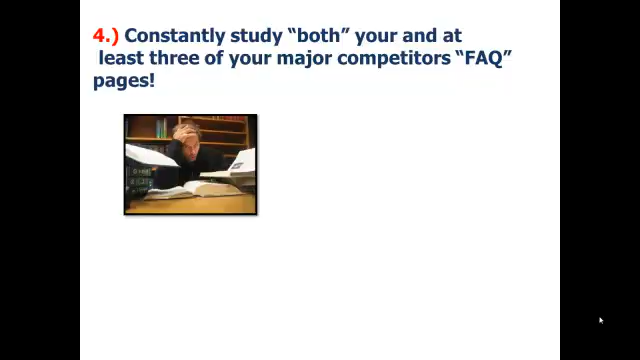 4.) Constantly study “both” your and at
least three of your major competitors “FAQ”
pages!